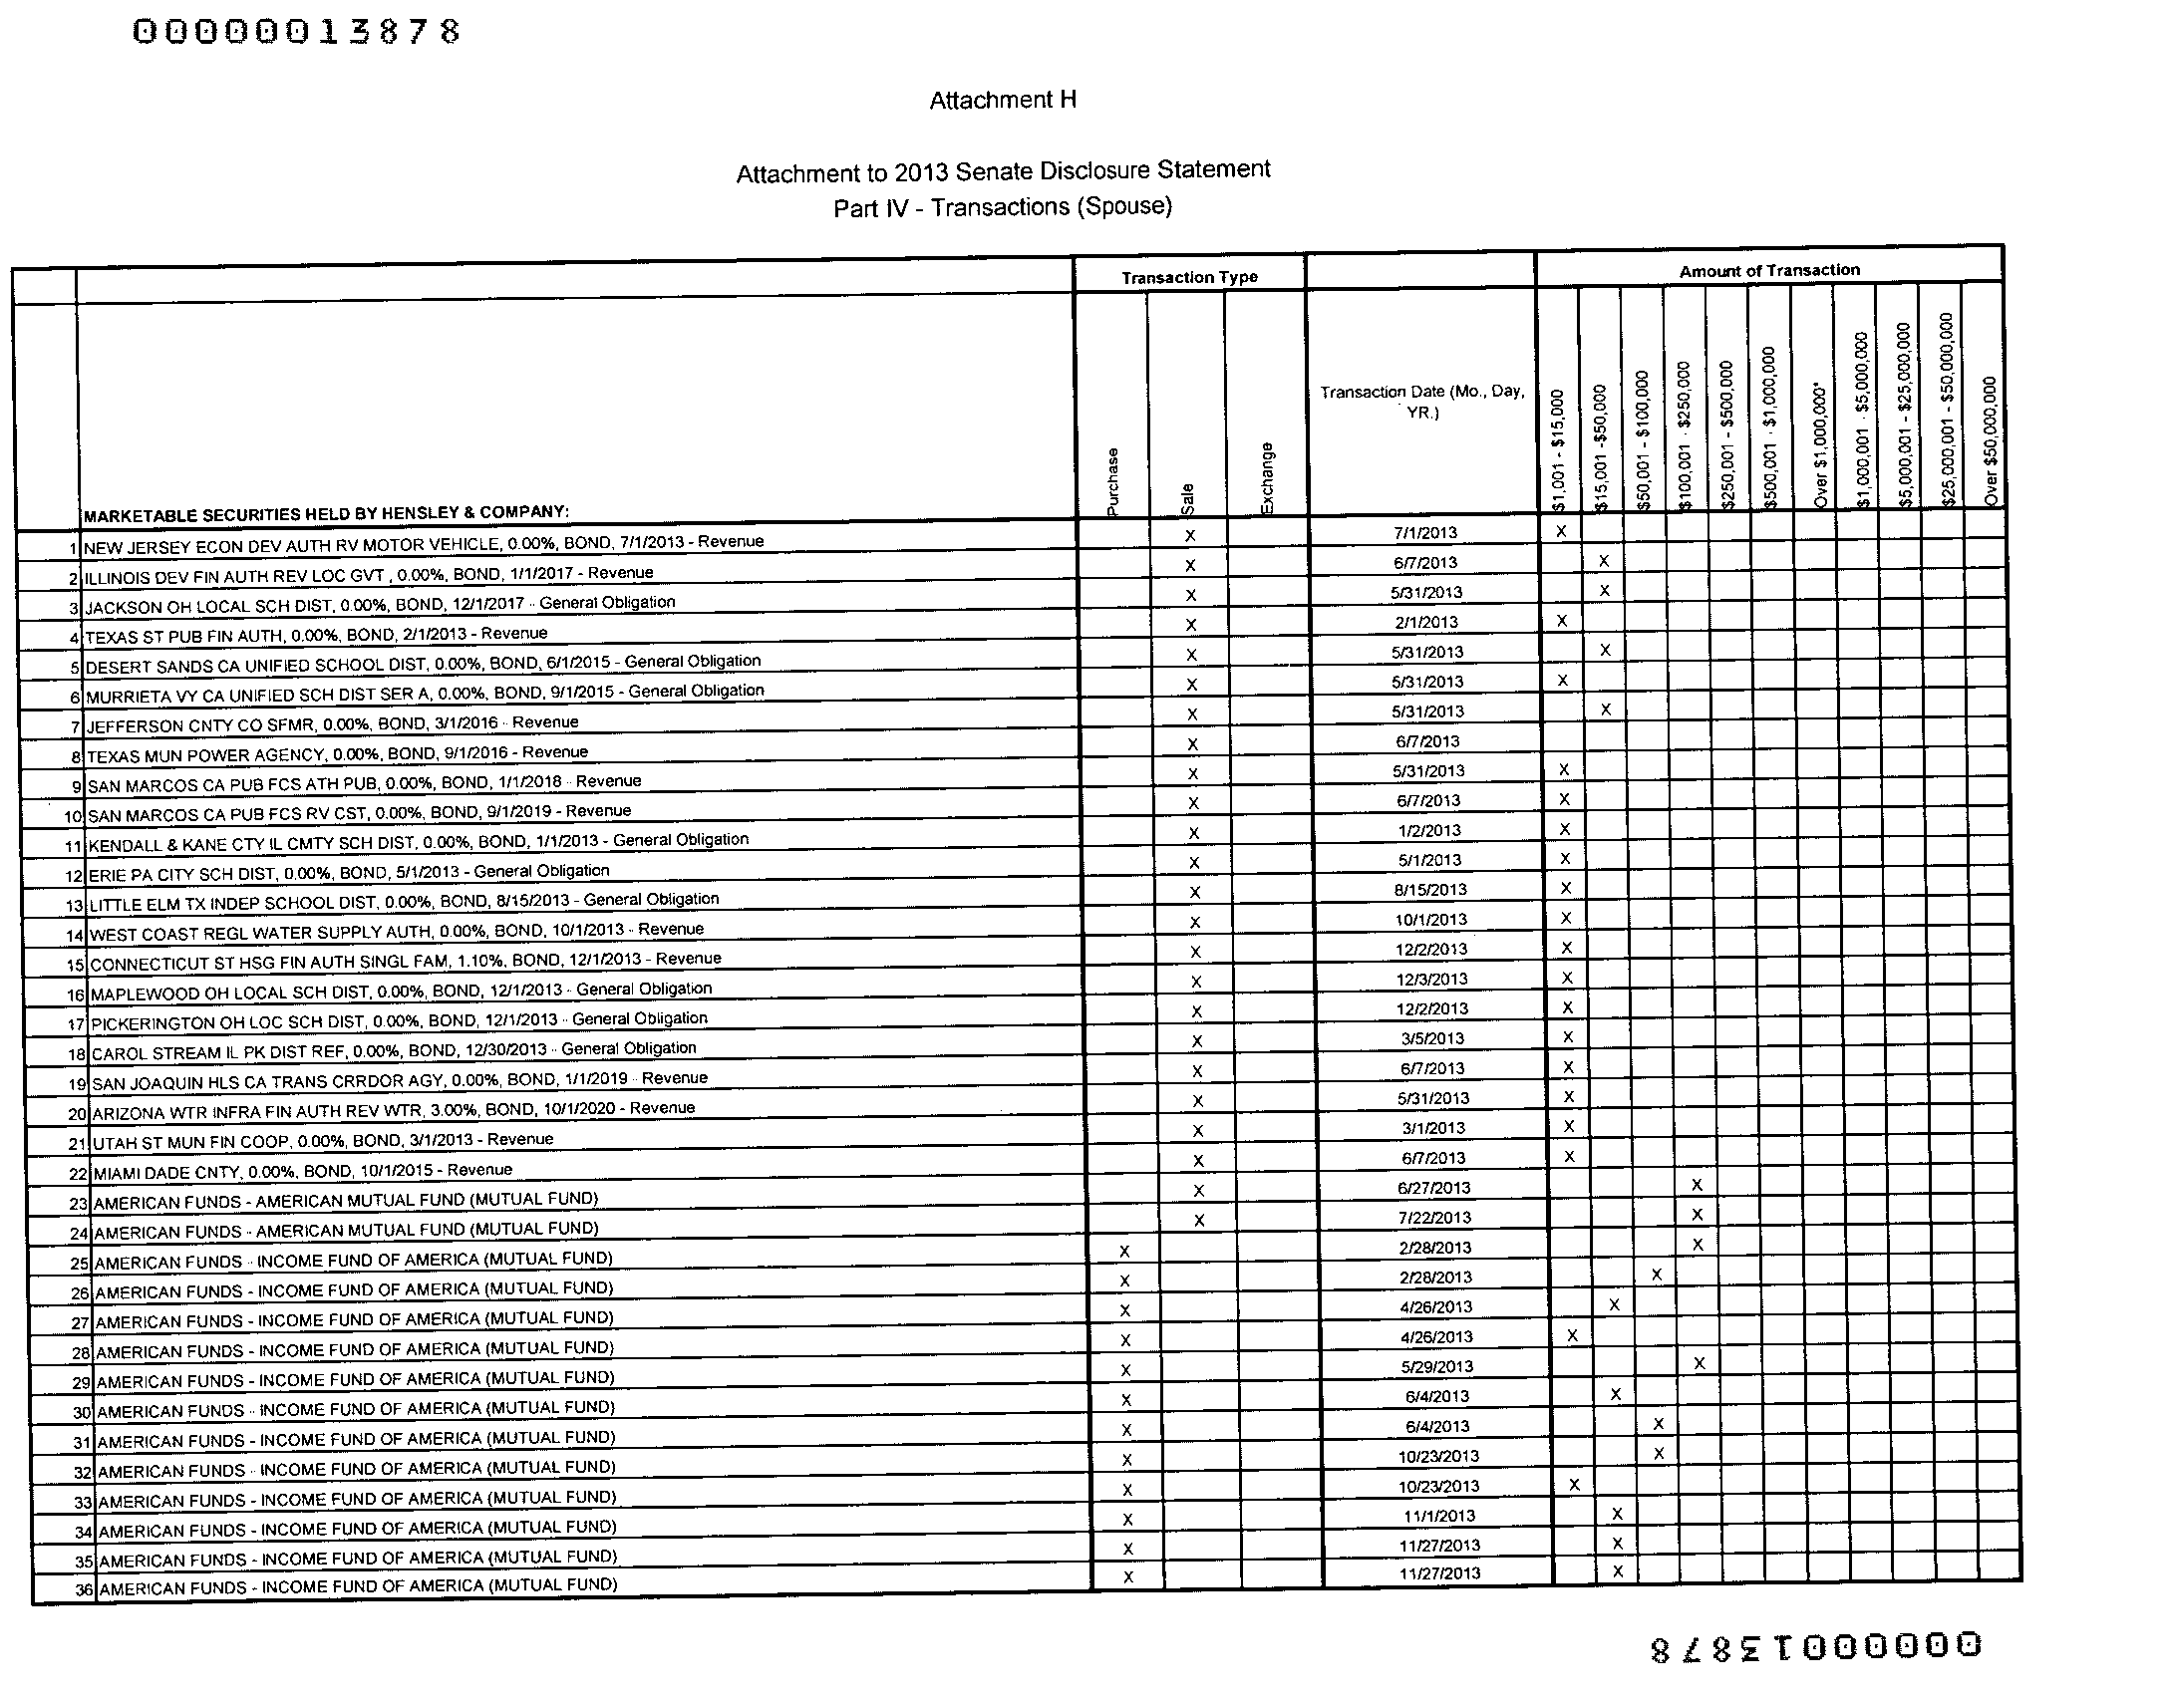 00000013878
Attachment H
Attachment to 2013 Senate Disclosure Statement
Part IV - Transactions (Spouse)
Transaction Type Amount of Transaction
MARKETABLE SECURITIES HELD BY HENSLEY & COMPANY: Purchase Sale Exchange Transaction Date (Mo., Day, YR.) $1,001 - $15,000 $15,001 -$50,000 $50,001 - $100,000 $100,001 - $250,000 $250,001 - $500,000 $500,001 - $1,000,000 Over $1,000,000* $1,000,001 - $5,000,000 $5,000,001 - $25,000,000 $25,000,001 - $50,000,000 Over $50,000,000
1 NEW JERSEY ECON DEV AUTH RV MOTOR VEHICLE, 0.00%, BOND, 7/1/2013 - Revenue X 7/1/2013 X
2 ILLINOIS DEV FIN AUTH REV LOC GVT , 0.00%, BOND, 1/1/2017 - Revenue X 6/7/2013 X
3 JACKSON OH LOCAL SCH DIST, 0.00%, BOND, 12/1/2017 - General Obligation X 5/31/2013 X
4 TEXAS ST PUB FIN AUTH, 0.00%, BOND, 2/1/2013 - Revenue X 2/1/2013 X
5 DESERT SANDS CA UNIFIED SCHOOL DIST, 0.00%, BOND, 6/1/2015 - General Obligation X 5/31/2013 X
6 MURRIETA VY CA UNIFIED SCH DIST SER A, 0.00%, BOND, 9/1/2015 - General Obligation X 5/31/2013 X
7 JEFFERSON CNTY CO SFMR, 0.00%, BOND, 3/1/2016 - Revenue X 5/31/2013 X
8 TEXAS MUN POWER AGENCY, 0.00%, BOND, 9/1/2016 - Revenue X 6/7/2013
9 SAN MARCOS CA PUB FCS ATH PUB, 0.00%, BOND, 1/1/2018 - Revenue X 5/31/2013 X
10 SAN MARCOS CA PUB FCS RV CST, 0.00%, BOND, 9/1/2019 - Revenue X 6/7/2013 X
11 KENDALL & KANE CTY IL CMTY SCH DIST, 0.00%, BOND, 1/1/2013 - General Obligation X 1/2/2013 X
12 ERIE PA CITY SCH DIST, 0.00%, BOND, 5/1/2013 - General Obligation X 5/1/2013 X
13 LITTLE ELM TX INDEP SCHOOL DIST, 0.00%, BOND, 8/15/2013 - General Obligation X 8/15/2013 X
14 WEST COAST REGL WATER SUPPLY AUTH, 0.00%, BOND, 10/1/2013 - Revenue X 10/1/2013 X
15 CONNECTICUT ST HSG FIN AUTH SINGL FAM, 1.10%, BOND, 12/1/2013 - Revenue X 12/2/2013 X
16 MAPLEWOOD OH LOCAL SCH DIST, 0.00%, BOND, 12/1/2013 - General Obligation X 12/3/2013 X
17 PICKERINGTON OH LOC SCH DIST, 0.00%, BOND, 12/1/2013 - General Obligation X 12/2/2013 X
18 CAROL STREAM IL PK DIST REF, 0.00%, BOND, 12/30/2013 - General Obligation X 3/5/2013 X
19 SAN JOAQUIN HLS CA TRANS CRRDOR AGY, 0.00%, BOND, 1/1/2019 - Revenue X 6/7/2013 X
20 ARIZONA WTR INFRA FIN AUTH REV WTR, 3.00%, BOND, 10/1/2020 - Revenue X 5/31/2013 X
21 UTAH ST MUN FIN COOP, 0.00%, BOND, 3/1/2013 - Revenue X 3/1/2013 X
22 MIAMI DADE CNTY, 0.00%, BOND, 10/1/2015 - Revenue X 6/7/2013 X
23 AMERICAN FUNDS - AMERICAN MUTUAL FUND (MUTUAL FUND) X 6/27/2013 X
24 AMERICAN FUNDS - AMERICAN MUTUAL FUND (MUTUAL FUND) X 7/22/2013 X
25 AMERICAN FUNDS - INCOME FUND OF AMERICA (MUTUAL FUND) X 2/28/2013 X
26 AMERICAN FUNDS - INCOME FUND OF AMERICA (MUTUAL FUND) X 2/28/2013 X
27 AMERICAN FUNDS - INCOME FUND OF AMERICA (MUTUAL FUND) X 4/26/2013 X
28 AMERICAN FUNDS - INCOME FUND OF AMERICA (MUTUAL FUND) X 4/26/2013 X
29 AMERICAN FUNDS - INCOME FUND OF AMERICA (MUTUAL FUND) X 5/29/2013 X
30 AMERICAN FUNDS - INCOME FUND OF AMERICA (MUTUAL FUND) X 6/4/2013 X
31 AMERICAN FUNDS - INCOME FUND OF AMERICA (MUTUAL FUND) X 6/4/2013 X
32 AMERICAN FUNDS - INCOME FUND OF AMERICA (MUTUAL FUND) X 10/23/2013 X
33 AMERICAN FUNDS - INCOME FUND OF AMERICA (MUTUAL FUND) X 10/23/2013 X
34 AMERICAN FUNDS - INCOME FUND OF AMERICA (MUTUAL FUND) X 11/1/2013 X
35 AMERICAN FUNDS - INCOME FUND OF AMERICA (MUTUAL FUND) X 11/27/2013 X
36 AMERICAN FUNDS - INCOME FUND OF AMERICA (MUTUAL FUND) X 11/27/2013 X
00000013878